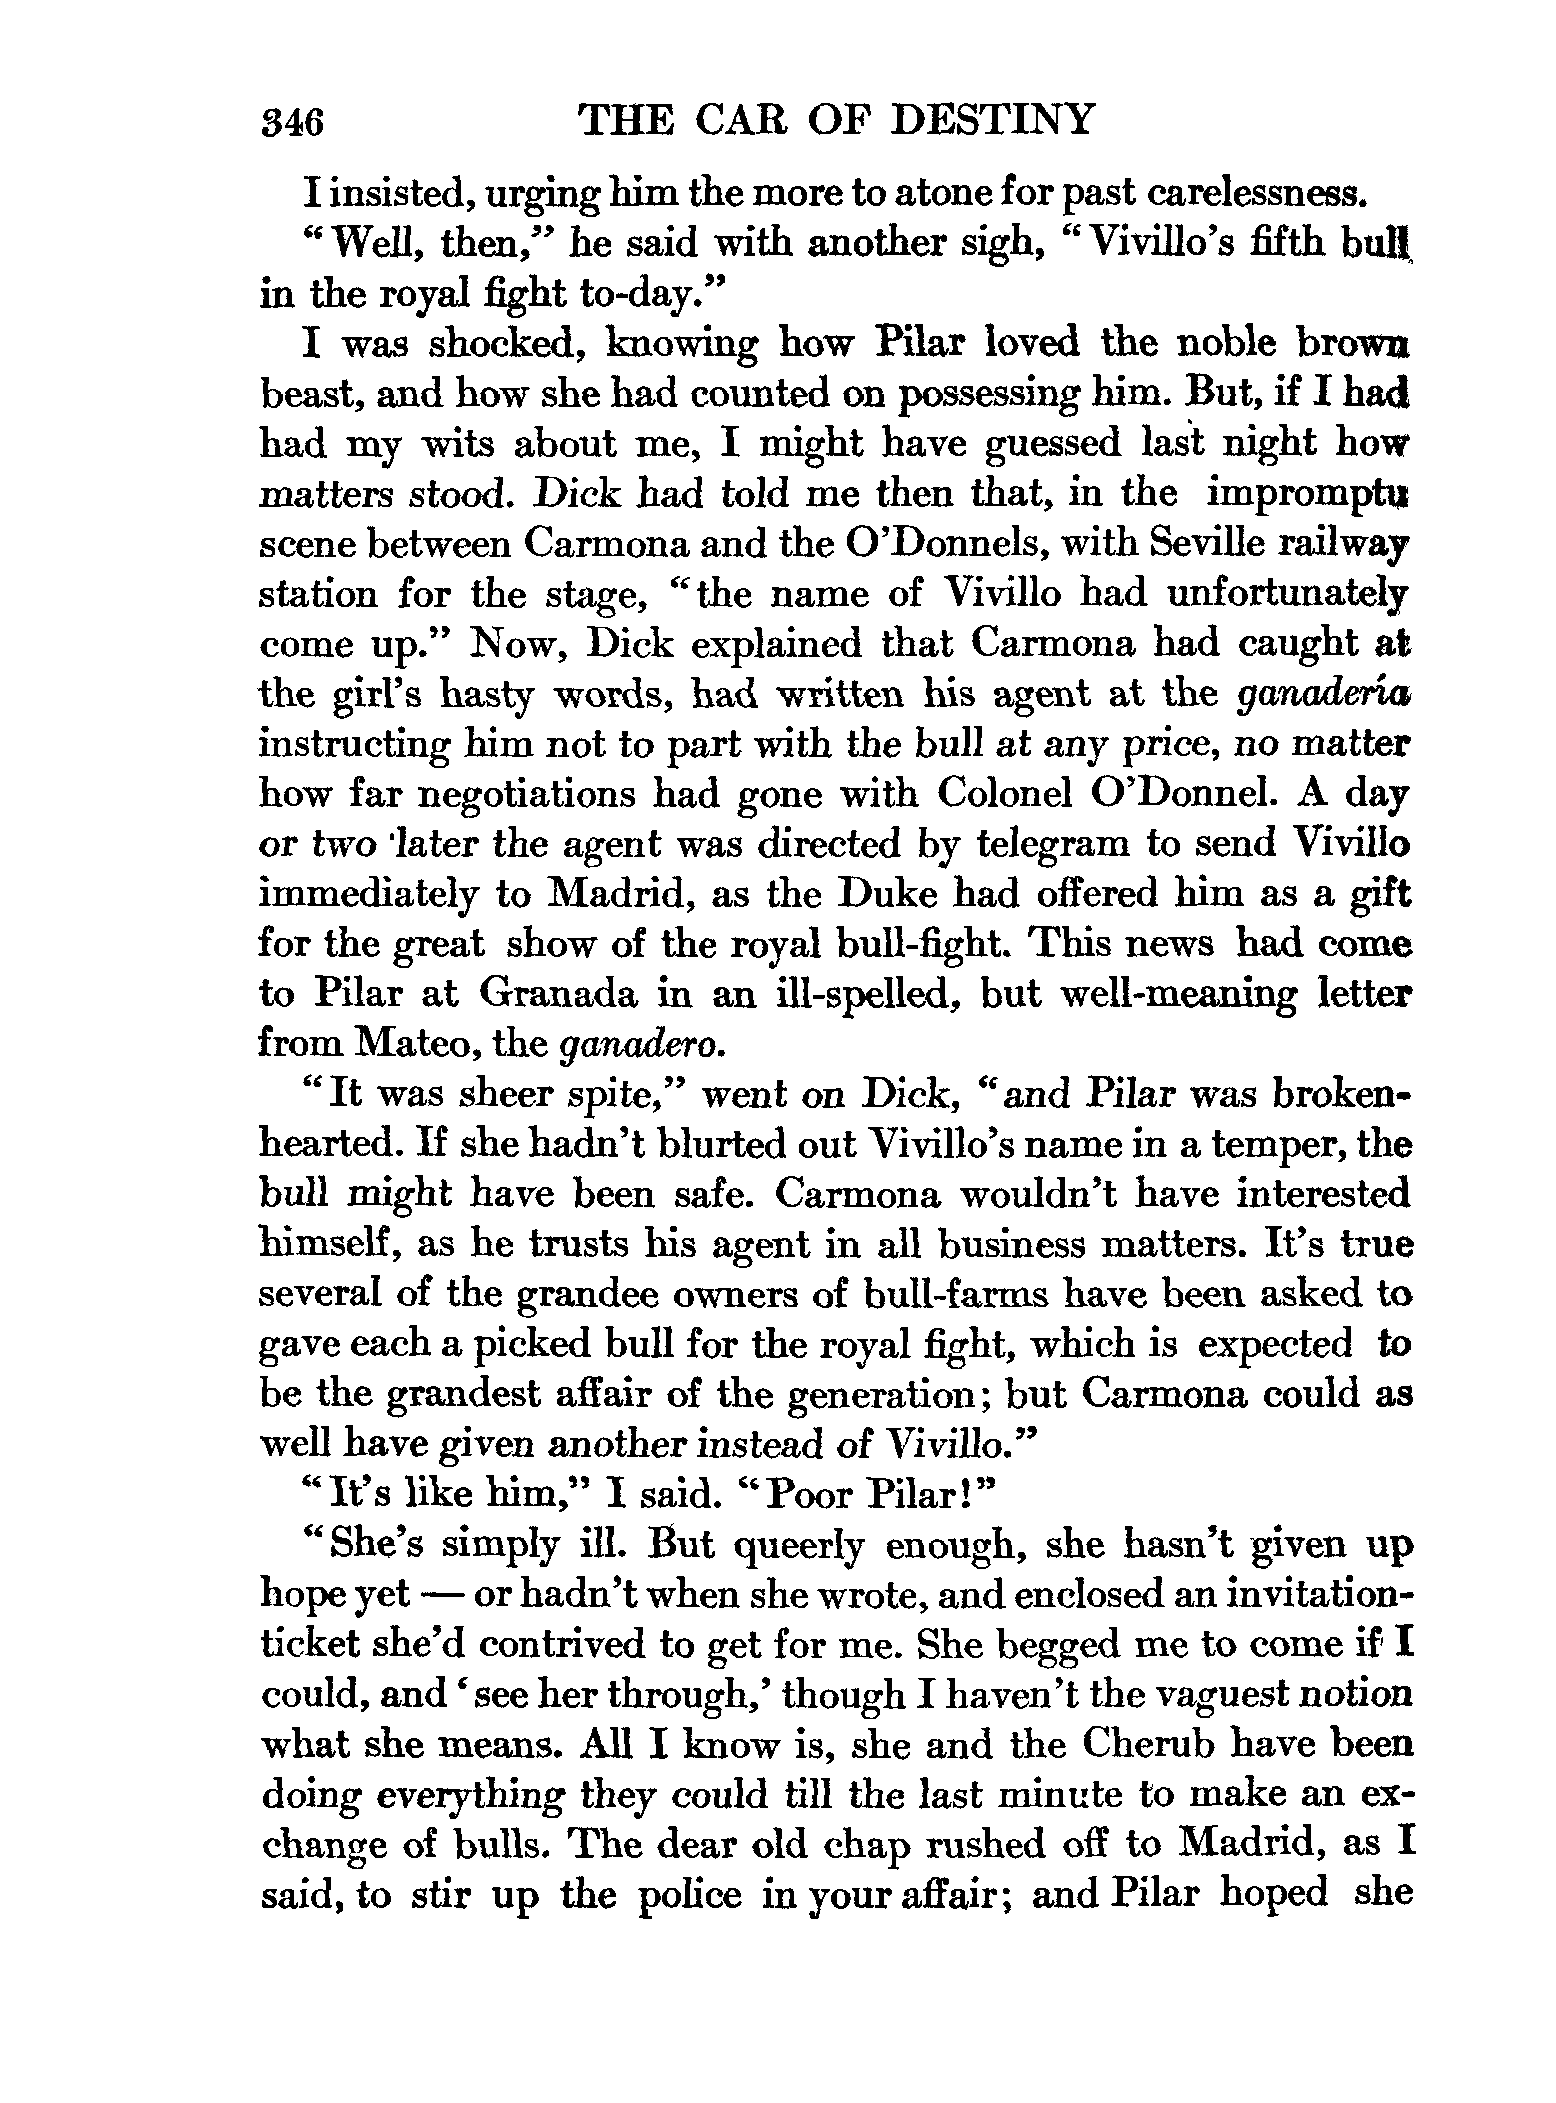 346 THE CAR OF DESTINY
I insisted, urging him the more to atone for past carelessness.
“Well, then,” he said with another sigh, “Vivillo’s fifth bull
in the royal fight to-day.”
I was shocked, knowing how Pilar loved the noble brown
beast, and how she had counted on possessing him. But, if I had
had my wits about me, I might have guessed last night how
matters stood. Dick had told me then that, in the impromptu
scene between Carmona and the O’Donnels, with Seville railway
station for the stage, “the name of Vivillo had unfortunately
come up.” Now, Dick explained that Carmona had caught at
the girl’s hasty words, had written his agent at the ganadería
instructing him not to part with the bull at any price, no matter
how far negotiations had gone with Colonel O’Donnel. A day
or two later the agent was directed by telegram to send Vivillo
immediately to Madrid, as the Duke had offered him as a gift
for the great show of the royal bull-fight. This news had come
to Pilar at Granada in an ill-spelled, but well-meaning letter
from Mateo, the ganadero.
“It was sheer spite,” went on Dick, “and Pilar was broken-
hearted. If she hadn’t blurted out Vivillo’s name in a temper, the
bull might have been safe. Carmona wouldn’t have interested
himself, as he trusts his agent in all business matters. It’s true
several of the grandee owners of bull-farms have been asked to
gave each a picked bull for the royal fight, which is expected to
be the grandest affair of the generation; but Carmona could as
well have given another instead of Vivillo.”
“It’s like him,” I said. “Poor Pilar!”
“She’s simply ill. But queerly enough, she hasn’t given up
hope yet — or hadn’t when she wrote, and enclosed an invitation-
ticket she’d contrived to get for me. She begged me to come if I
could, and ‘see her through,’ though I haven’t the vaguest notion
what she means. All I know is, she and the Cherub have been
doing everything they could till the last minute to make an ex-
change of bulls. The dear old chap rushed off to Madrid, as I
said, to stir up the police in your affair; and Pilar hoped she